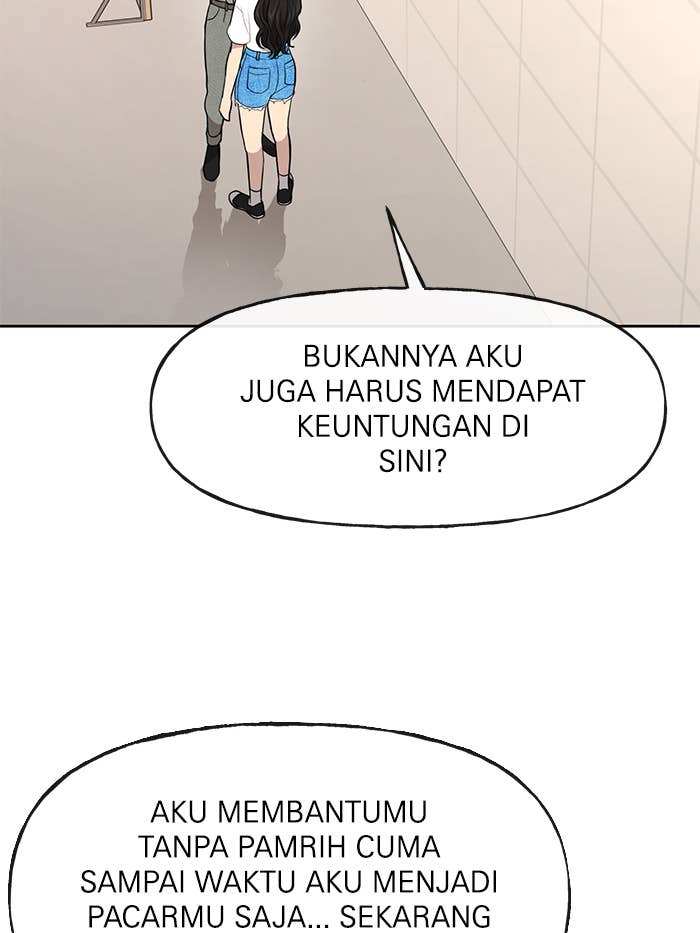 BUKANNYA AKU
JUGA HARUS MENDAPAT
KEUNTUNGAN DI
SINI?
AKU MEMBANTUMU
TANPA PAMRIH CUMA
SAMPAI WAKTU AKU MENJADI
PACARMU SAJA... SEKARANG